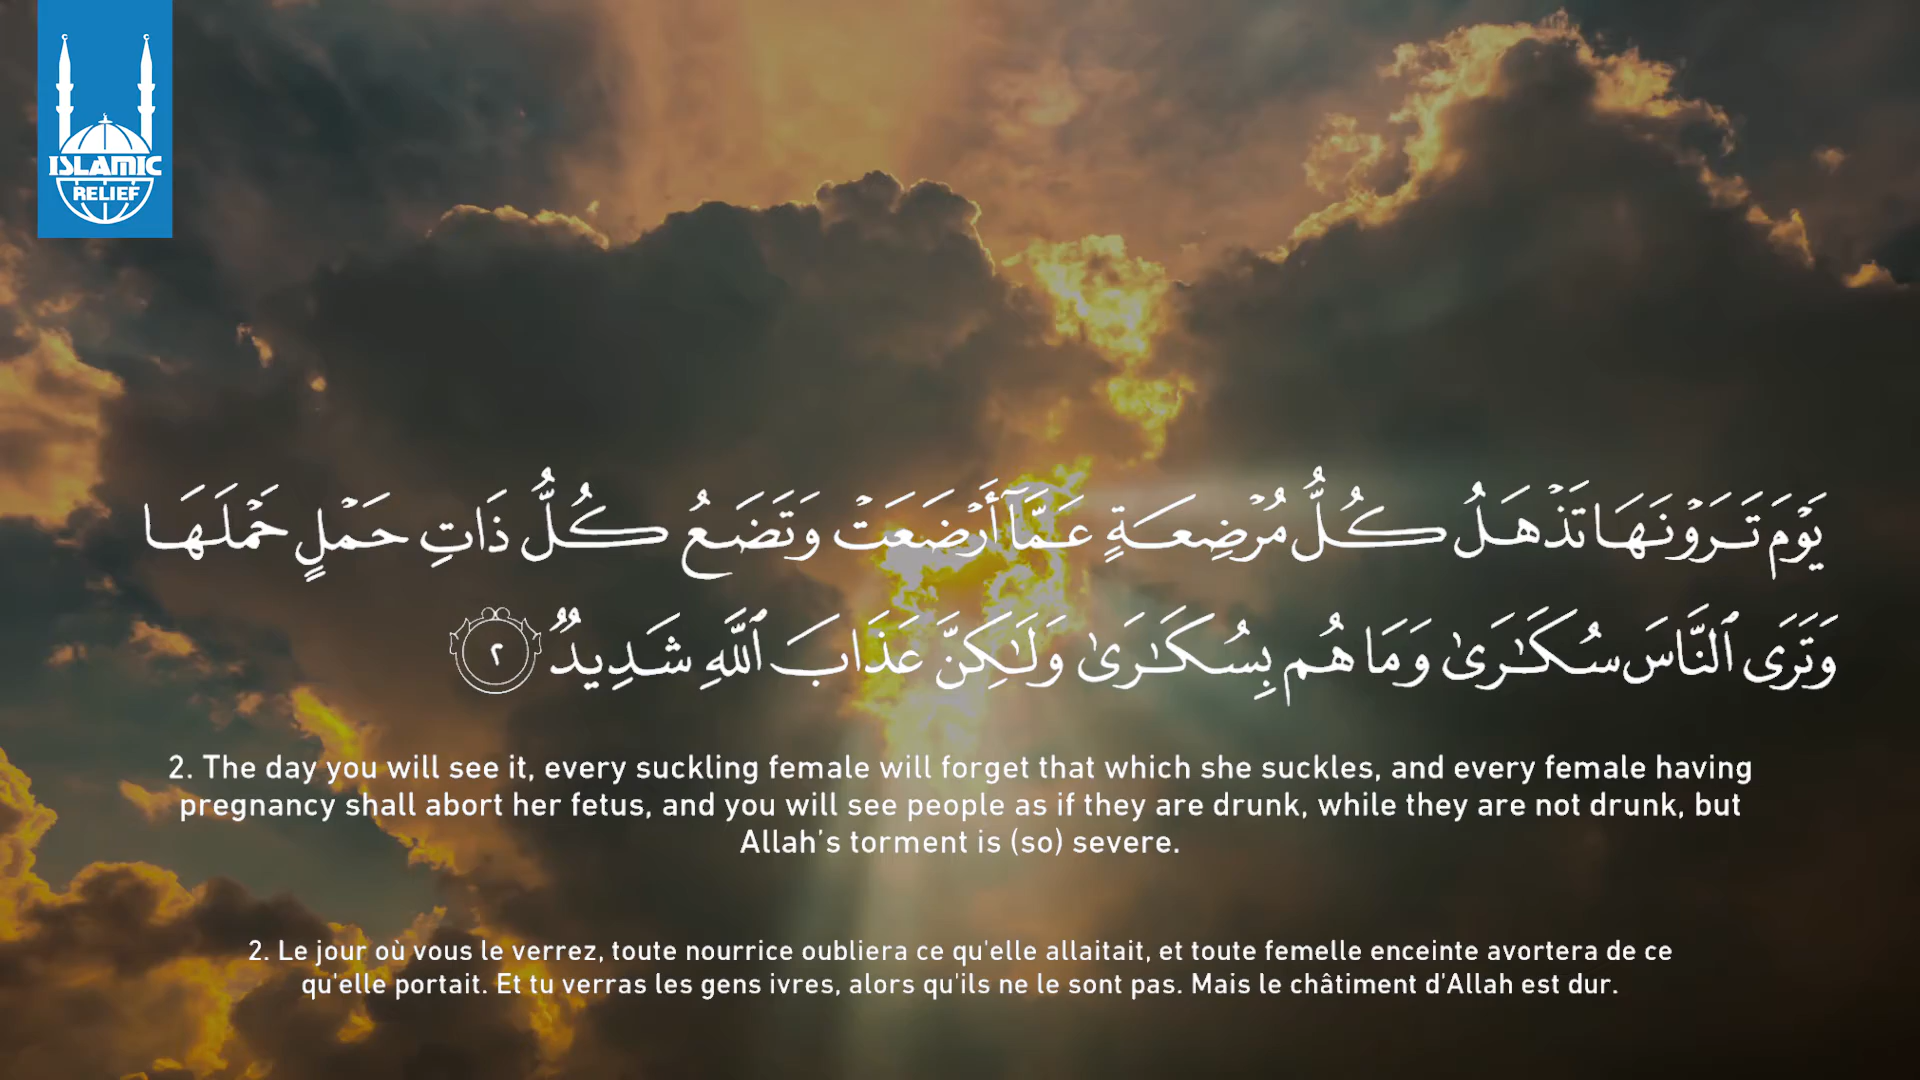 ISLAMIC
RELIEF
يَوْمَ تَرَوْنَهَا تَذْهَلُ كُلُّ مُرْضِعَةٍ عَمَّآ أَرْضَعَتْ وَتَضَعُ كُلُّ ذَاتِ حَمْلٍ حَمْلَهَا
وَتَرَى ٱلنَّاسَ سُكَـٰرَىٰ وَمَا هُم بِسُكَـٰرَىٰ وَلَـٰكِنَّ عَذَابَ ٱللَّهِ شَدِيدٌ ٢
2. The day you will see it, every suckling female will forget that which she suckles, and every female having
pregnancy shall abort her fetus, and you will see people as if they are drunk, while they are not drunk, but
Allah's torment is (so) severe.
2. Le jour où vous le verrez, toute nourrice oubliera ce qu'elle allaitait, et toute femelle enceinte avortera de ce
qu'elle portait. Et tu verras les gens ivres, alors qu'ils ne le sont pas. Mais le châtiment d'Allah est dur.